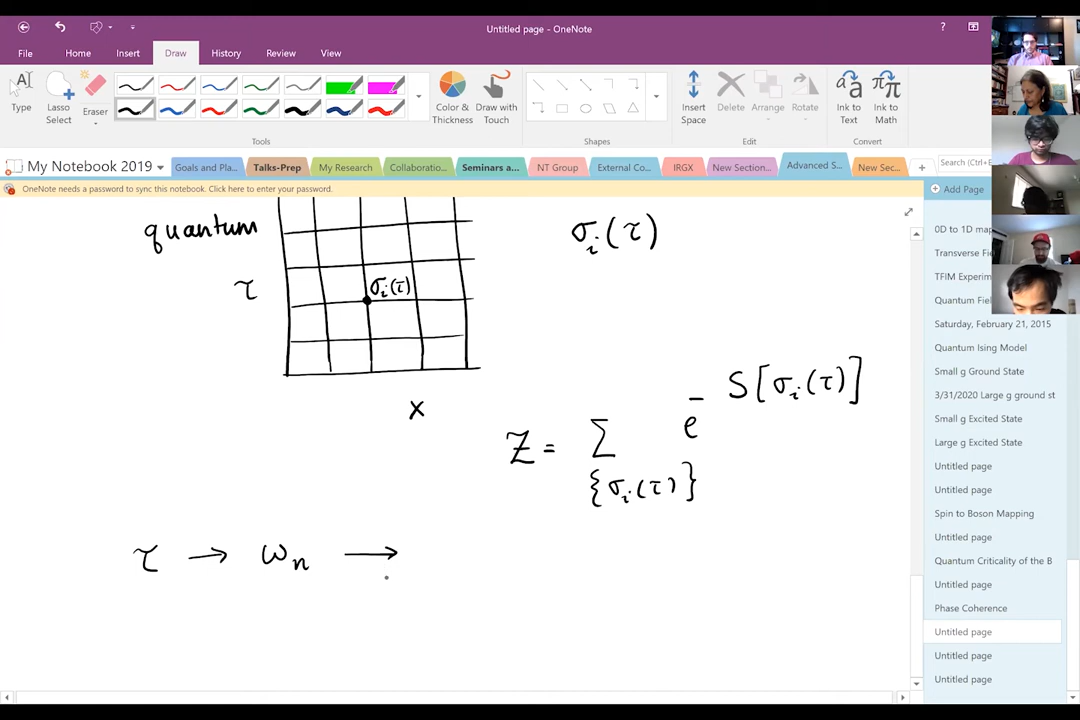 Untitled page - OneNote
?
File Home Insert Draw History Review View
Type
Lasso Select
Eraser
Color & Thickness
Draw with Touch
Insert Space
Delete
Arrange
Rotate
Ink to Text
Ink to Math
Tools
Shapes
Edit
Convert
My Notebook 2019
Goals and Pla...
Talks-Prep
My Research
Collaboratio...
Seminars a...
NT Group
External Co...
IRGX
New Section...
Advanced S...
New Sec...
+
Search (Ctrl+E
OneNote needs a password to sync this notebook. Click here to enter your password.
Add Page
0D to 1D map
Transverse Fi
TFIM Experim
Quantum Fiel
Saturday, February 21, 2015
Quantum Ising Model
Small g Ground State
3/31/2020 Large g ground st
Small g Excited State
Large g Excited State
Untitled page
Untitled page
Spin to Boson Mapping
Untitled page
Quantum Criticality of the B
Untitled page
Phase Coherence
Untitled page
Untitled page
Untitled page
quantum
σᵢ(τ)
τ
σᵢ(τ)
x
Z = Σ e^- S[σᵢ(τ)]
{σᵢ(τ)}
τ → ωₙ →